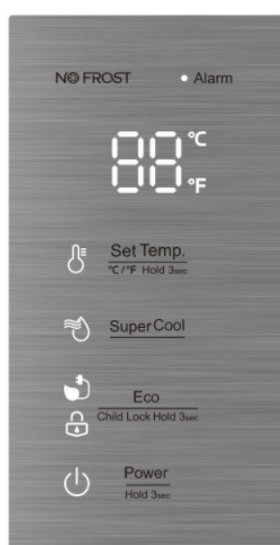 NO FROST
Alarm
88 °C
°F
Set Temp.
°C/°F Hold 3sec
SuperCool
Eco
Child Lock Hold 3sec
Power
Hold 3sec